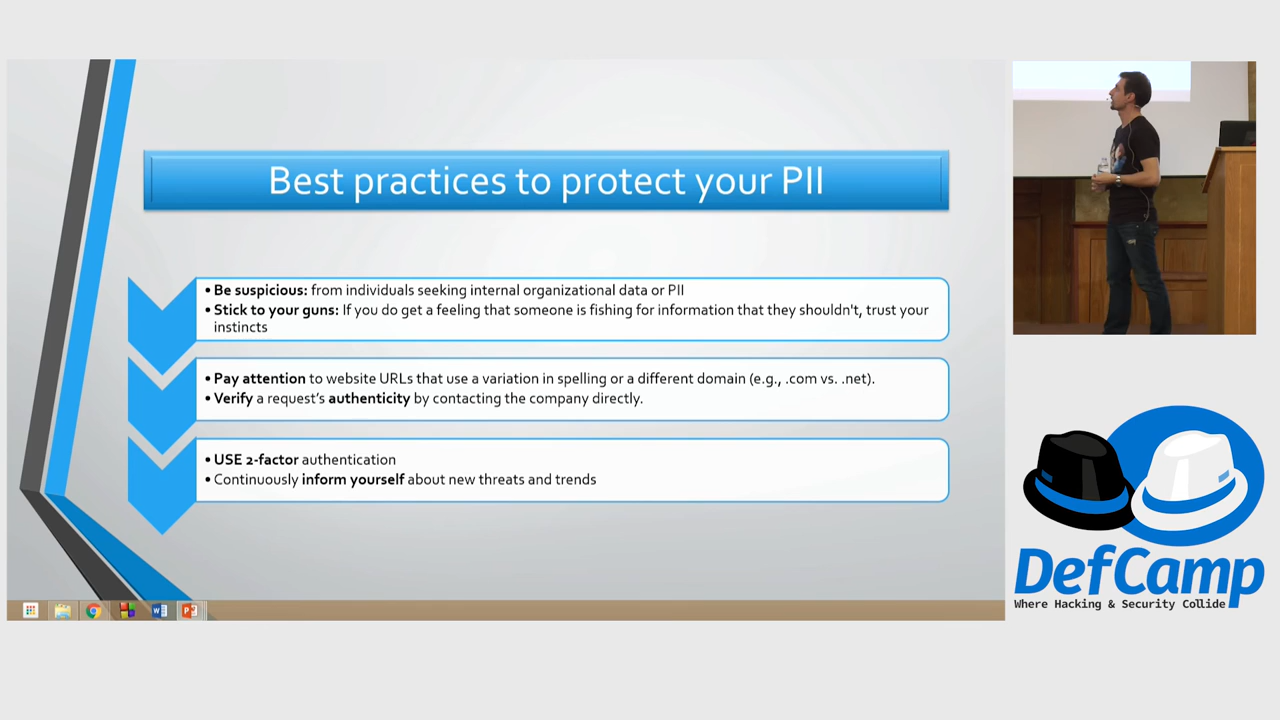 Best practices to protect your PII
• Be suspicious: from individuals seeking internal organizational data or PII
• Stick to your guns: If you do get a feeling that someone is fishing for information that they shouldn't, trust your
instincts
• Pay attention to website URLs that use a variation in spelling or a different domain (e.g., .com vs. .net).
• Verify a request's authenticity by contacting the company directly.
• USE 2-factor authentication
• Continuously inform yourself about new threats and trends
DefCamp
Where Hacking & Security Collide